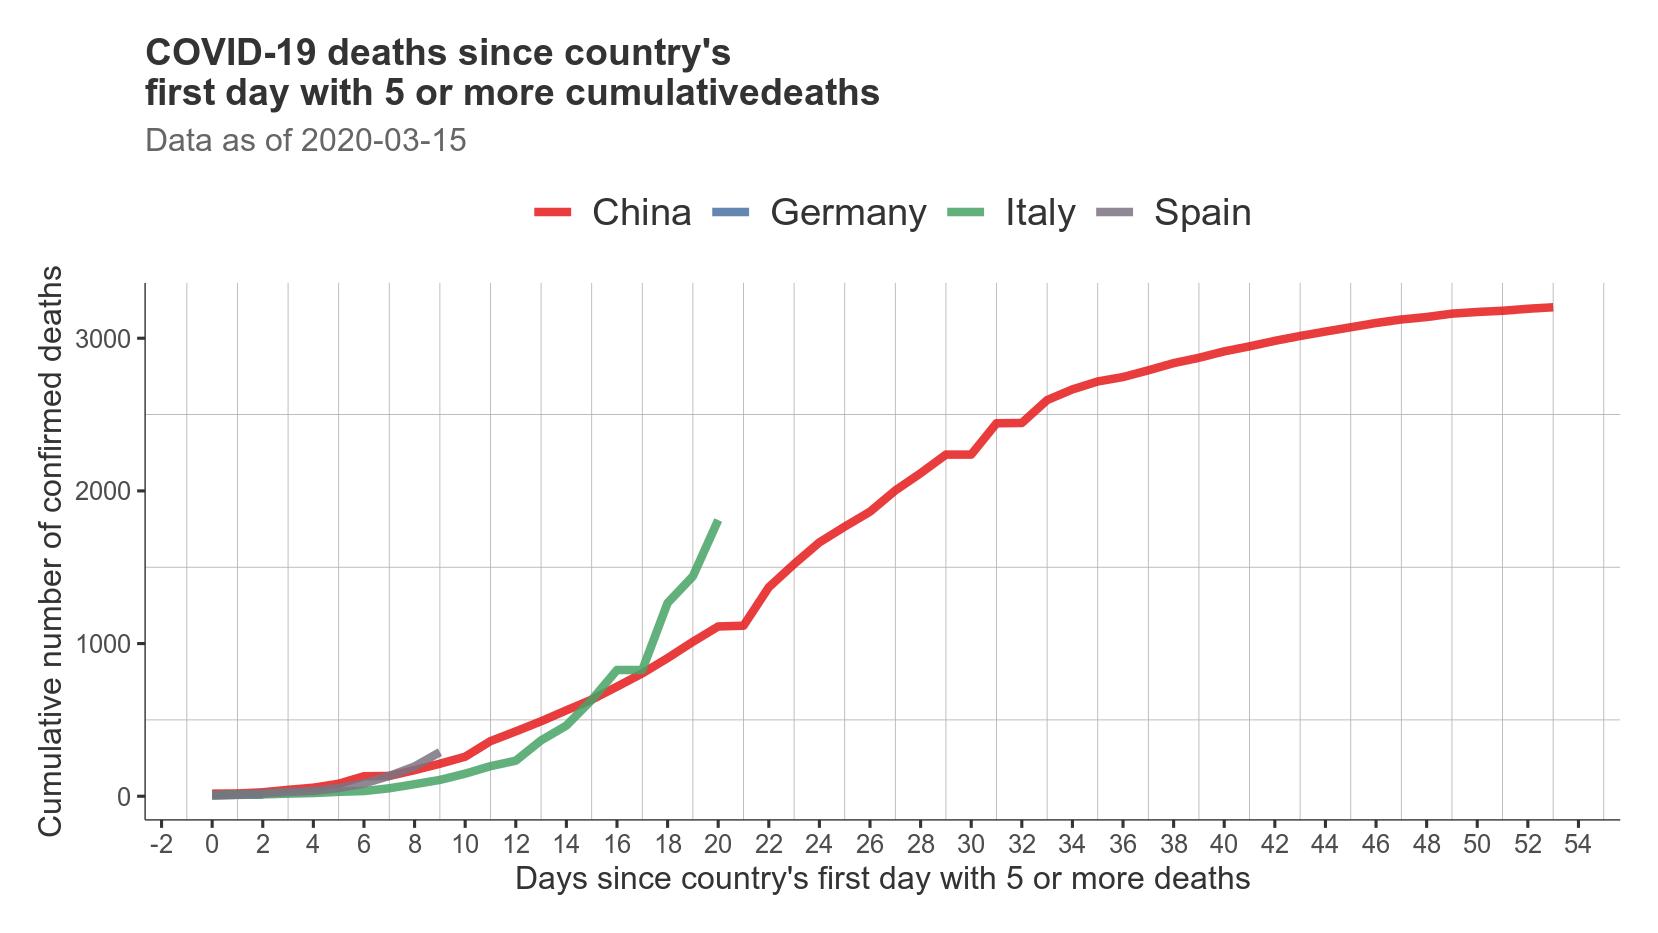 COVID-19 deaths since country's
first day with 5 or more cumulativedeaths
Data as of 2020-03-15
China Germany Italy Spain
Cumulative number of confirmed deaths
3000
2000
1000
0
-2 0 2 4 6 8 10 12 14 16 18 20 22 24 26 28 30 32 34 36 38 40 42 44 46 48 50 52 54
Days since country's first day with 5 or more deaths